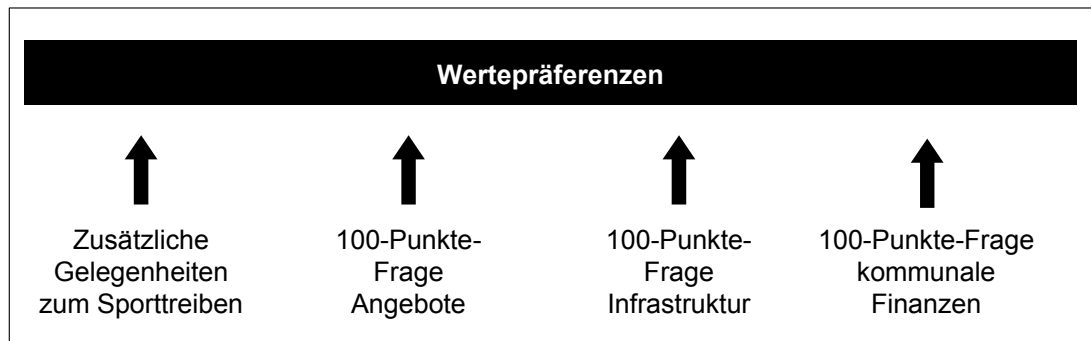 Wertepräferenzen
Zusätzliche
Gelegenheiten
zum Sporttreiben
100-Punkte-
Frage
Angebote
100-Punkte-
Frage
Infrastruktur
100-Punkte-Frage
kommunale
Finanzen